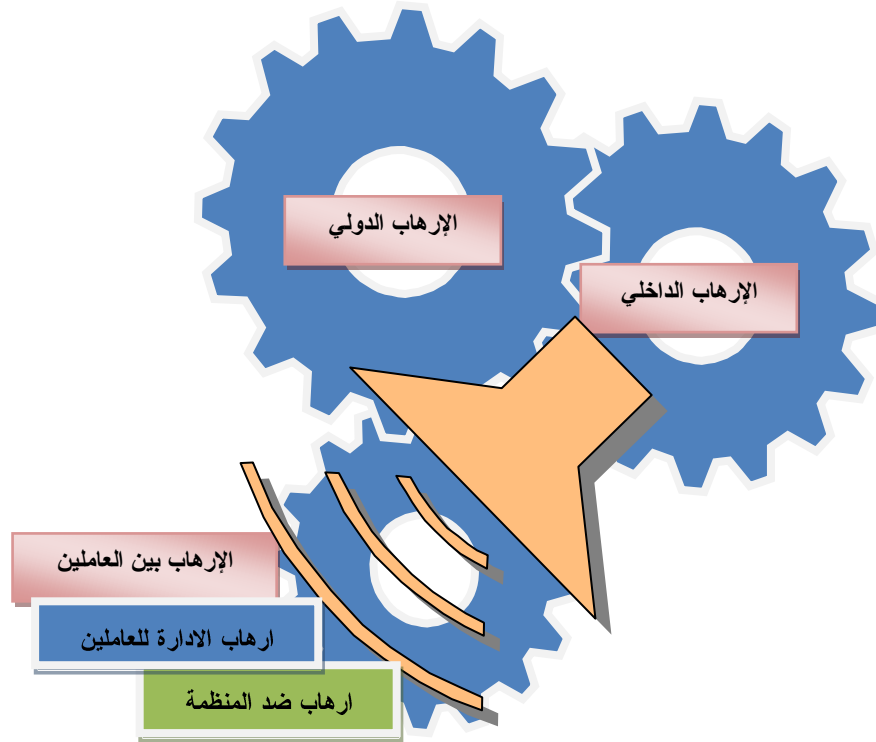 الإرهاب الدولي
الإرهاب الداخلي
الإرهاب بين العاملين
ارهاب الادارة للعاملين
ارهاب ضد المنظمة